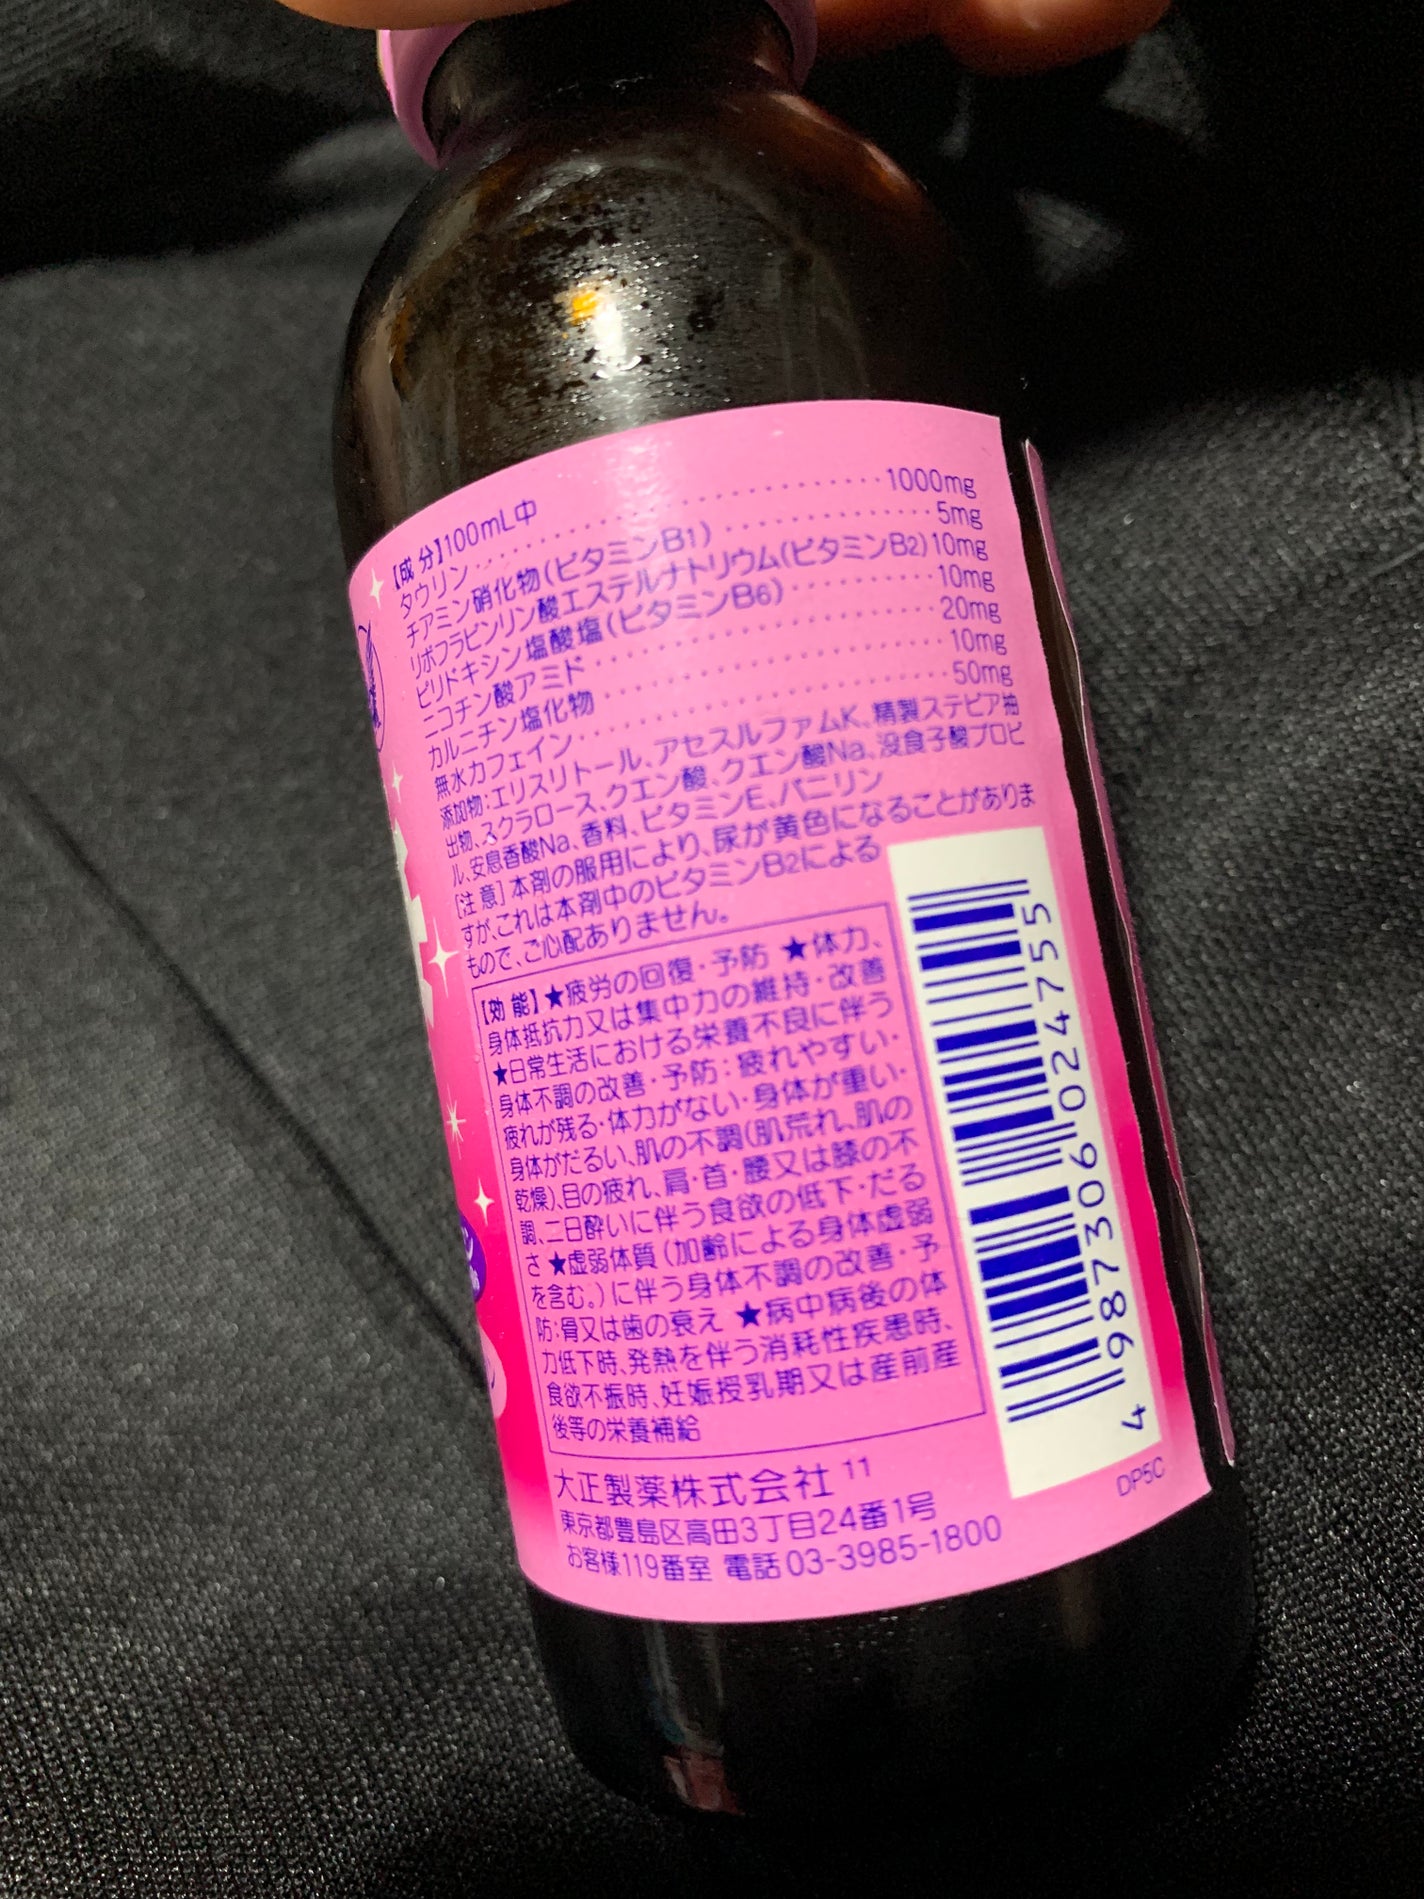 【成 分】100mL中
タウリン‥‥‥‥‥‥‥‥‥‥‥‥‥‥1000mg
チアミン硝化物(ビタミンB1)‥‥‥‥‥‥5mg
リボフラビンリン酸エステルナトリウム(ビタミンB2)10mg
ピリドキシン塩酸塩(ビタミンB6)‥‥‥‥10mg
ニコチン酸アミド‥‥‥‥‥‥‥‥‥‥20mg
カルニチン塩化物‥‥‥‥‥‥‥‥‥‥10mg
無水カフェイン‥‥‥‥‥‥‥‥‥‥‥50mg
添加物:エリスリトール、アセスルファムK、精製ステビア抽
出物、スクラロース、クエン酸、クエン酸Na、没食子酸プロピ
ル、安息香酸Na、香料、ビタミンE、バニリン
[注 意]本剤の服用により、尿が黄色になることがありま
すが、これは本剤中のビタミンB2による
もので、ご心配ありません。
【効 能】★疲労の回復・予防 ★体力、
身体抵抗力又は集中力の維持・改善
★日常生活における栄養不良に伴う
身体不調の改善・予防:疲れやすい・
疲れが残る・体力がない・身体が重い・
身体がだるい、肌の不調(肌荒れ、肌の
乾燥)、目の疲れ、肩・首・腰又は膝の不
調、二日酔いに伴う食欲の低下・だる
さ ★虚弱体質(加齢による身体虚弱
を含む。)に伴う身体不調の改善・予
防:骨又は歯の衰え ★病中病後の体
力低下時、発熱を伴う消耗性疾患時、
食欲不振時、妊娠授乳期又は産前産
後等の栄養補給
大正製薬株式会社 11
東京都豊島区高田3丁目24番1号
お客様119番室 電話03-3985-1800
4 987306 024755
DP5C